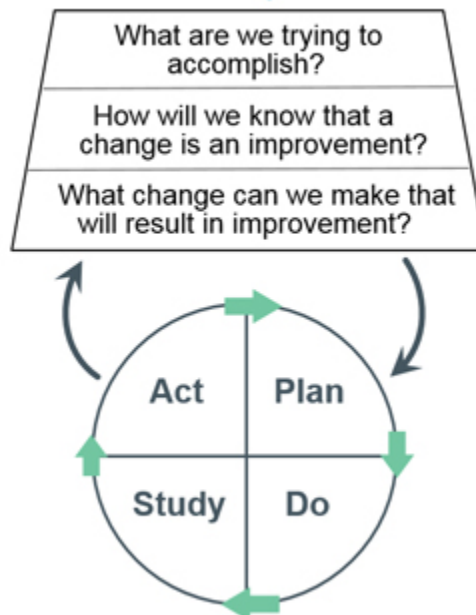 What are we trying to
accomplish?
How will we know that a
change is an improvement?
What change can we make that
will result in improvement?
Act
Plan
Study
Do